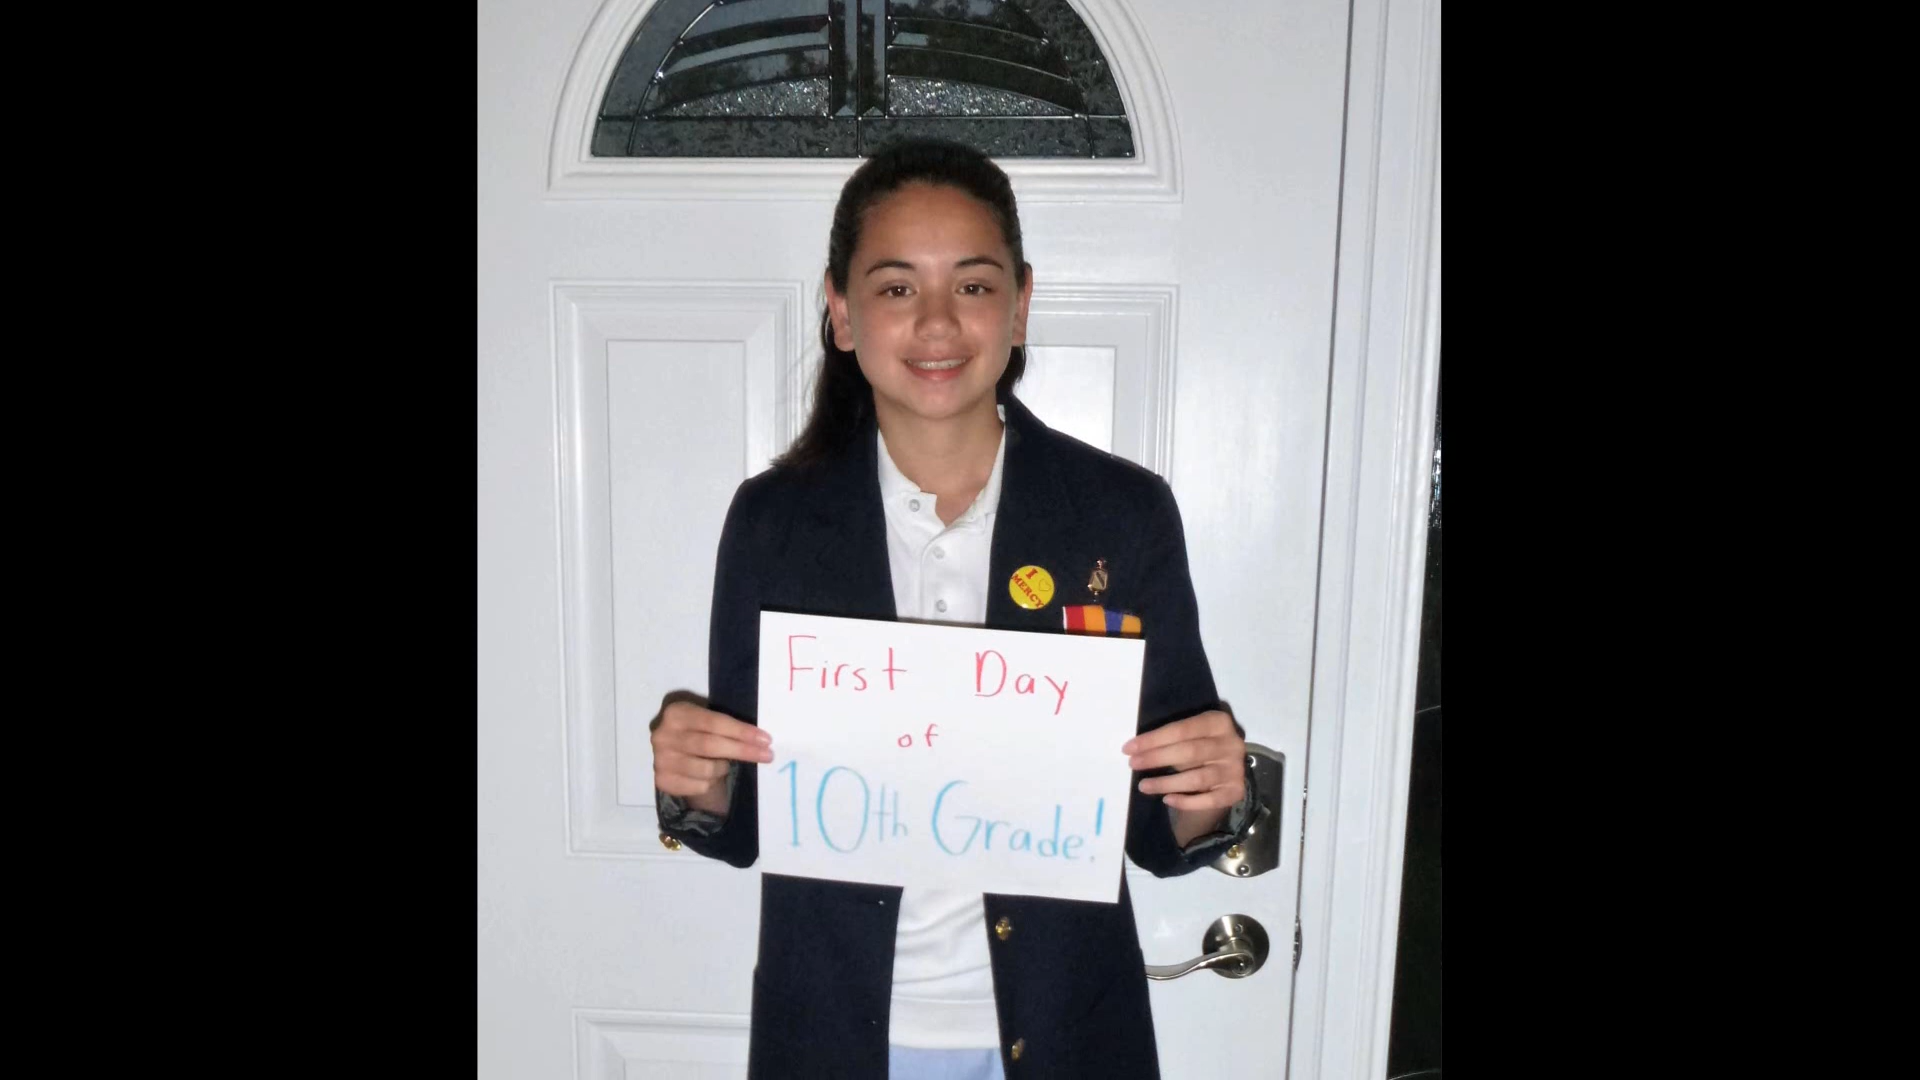 I ♡
MERCY
First Day
of
10th Grade!